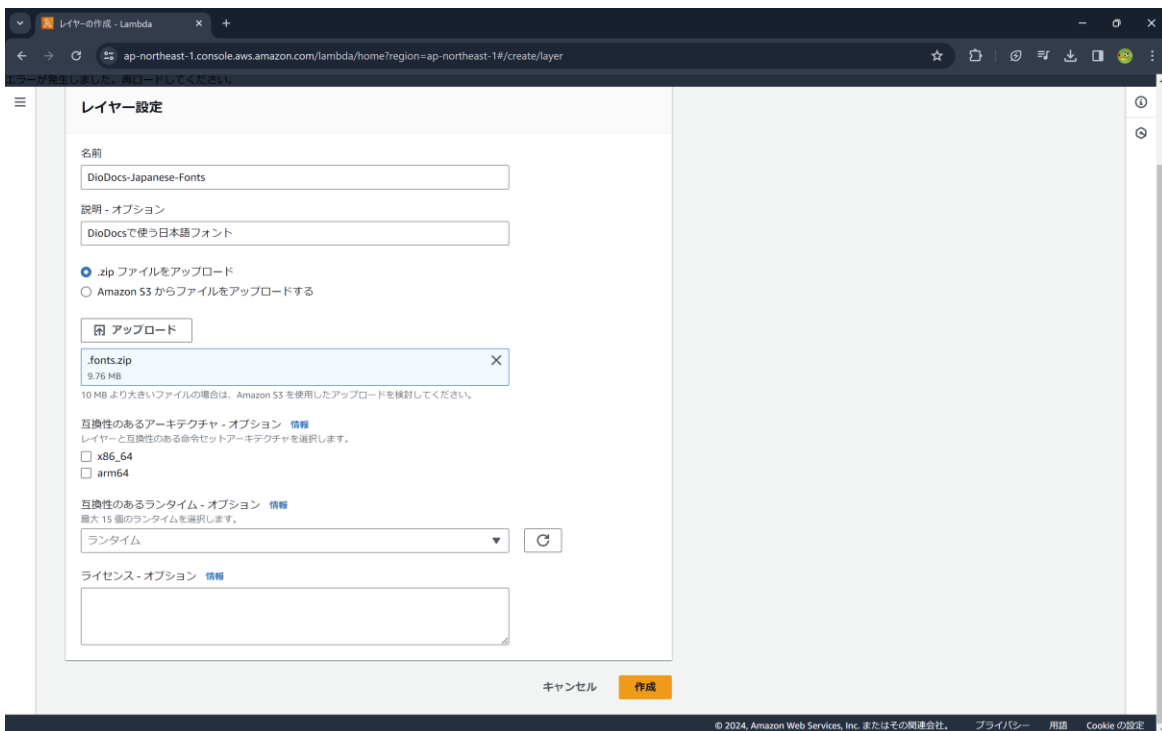 レイヤーの作成 - Lambda
ap-northeast-1.console.aws.amazon.com/lambda/home?region=ap-northeast-1#/create/layer
エラーが発生しました。再ロードしてください。
レイヤー設定
名前
DioDocs-Japanese-Fonts
説明 - オプション
DioDocsで使う日本語フォント
.zip ファイルをアップロード
Amazon S3 からファイルをアップロードする
アップロード
.fonts.zip
9.76 MB
10 MB より大きいファイルの場合は、Amazon S3 を使用したアップロードを検討してください。
互換性のあるアーキテクチャ - オプション 情報
レイヤーと互換性のある命令セットアーキテクチャを選択します。
x86_64
arm64
互換性のあるランタイム - オプション 情報
最大 15 個のランタイムを選択します。
ランタイム
ライセンス - オプション 情報
キャンセル 作成
© 2024, Amazon Web Services, Inc. またはその関連会社。 プライバシー 用語 Cookie の設定